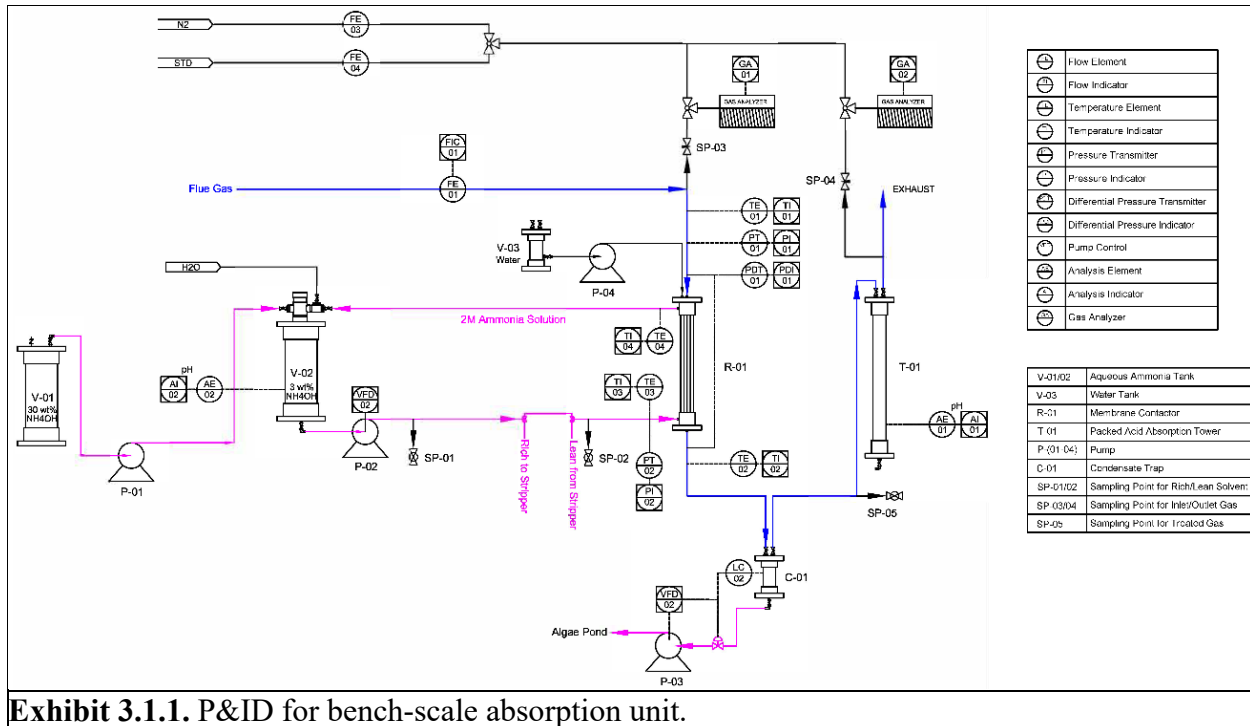 N2
FE
03
STD
FE
04
GA
01
GA
02
GAS ANALYZER
GAS ANALYZER
SP-03
SP-04
FIC
01
Flue Gas
FE
01
EXHAUST
TE
01
TI
01
PT
01
PI
01
PDT
01
PDI
01
V-03
Water
P-04
H2O
2M Ammonia Solution
TI
04
TE
04
R-01
T-01
V-01
30 wt%
NH4OH
V-02
3 wt%
NH4OH
pH
AI
02
AE
02
VFD
02
TI
03
TE
03
PT
02
PI
02
pH
AE
01
AI
01
P-01
P-02
SP-01
Rich to Stripper
Lean from Stripper
SP-02
TE
02
TI
02
SP-05
LC
02
C-01
VFD
02
Algae Pond
P-03
Flow Element
Flow Indicator
Temperature Element
Temperature Indicator
Pressure Transmitter
Pressure Indicator
Differential Pressure Transmitter
Differential Pressure Indicator
Pump Control
Analysis Element
Analysis Indicator
Gas Analyzer
V-01/02 Aqueous Ammonia Tank
V-03 Water Tank
R-01 Membrane Contactor
T-01 Packed Acid Absorption Tower
P-(01-04) Pump
C-01 Condensate Trap
SP-01/02 Sampling Point for Rich/Lean Solvent
SP-03/04 Sampling Point for Inlet/Outlet Gas
SP-05 Sampling Point for Treated Gas
Exhibit 3.1.1. P&ID for bench-scale absorption unit.